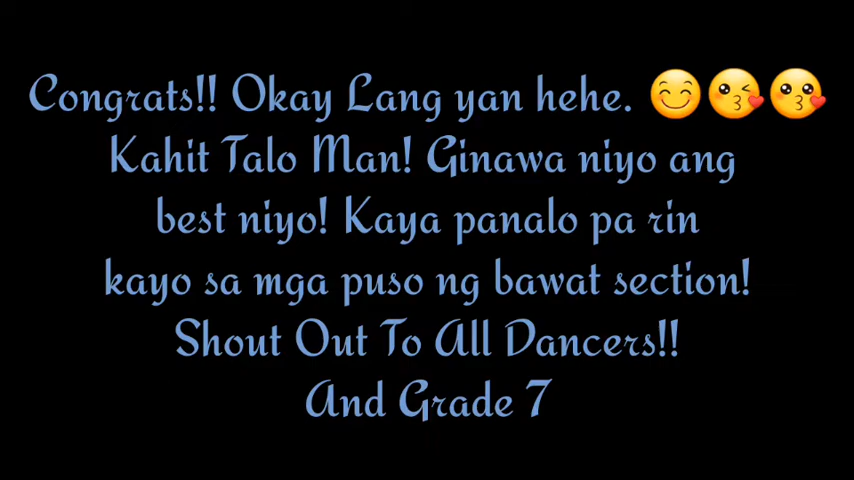 Congrats!! Okay Lang yan hehe. 😊😘😘
Kahit Talo Man! Ginawa niyo ang
best niyo! Kaya panalo pa rin
kayo sa mga puso ng bawat section!
Shout Out To All Dancers!!
And Grade 7